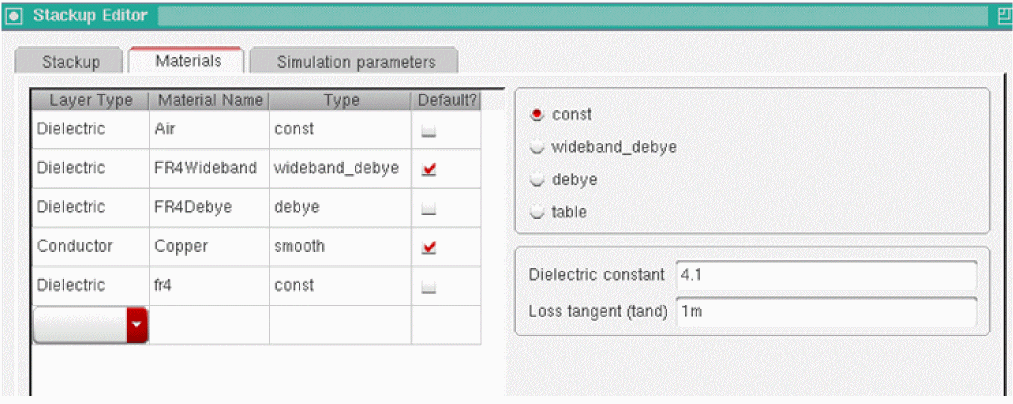 Stackup Editor
Stackup Materials Simulation parameters
Layer Type Material Name Type Default?
Dielectric Air const
Dielectric FR4Wideband wideband_debye
Dielectric FR4Debye debye
Conductor Copper smooth
Dielectric fr4 const
const
wideband_debye
debye
table
Dielectric constant 4.1
Loss tangent (tand) 1m